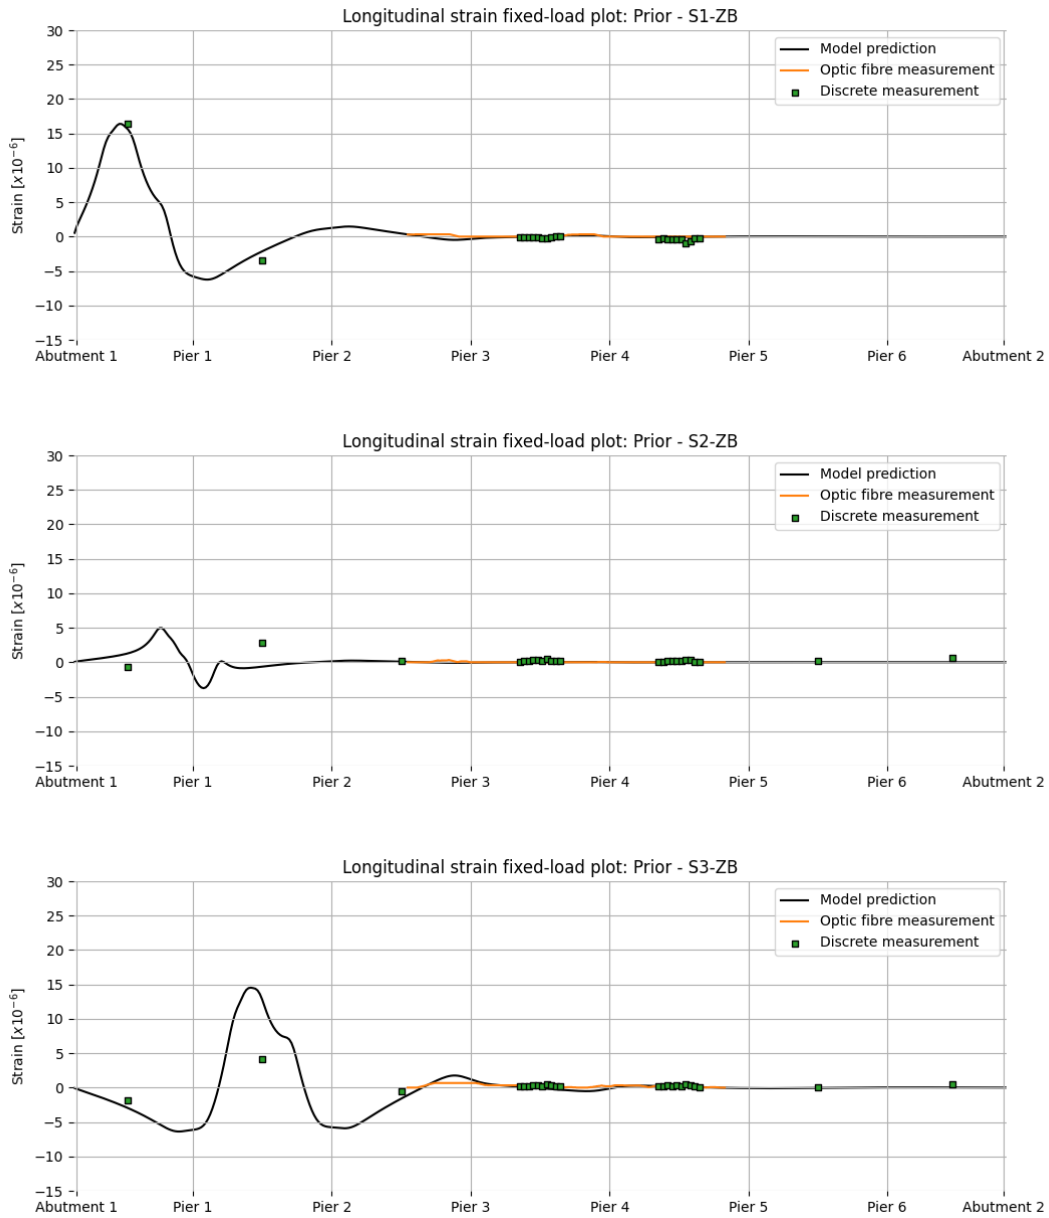 Longitudinal strain fixed-load plot: Prior - S1-ZB
30
25
20
15
10
5
0
−5
−10
−15
Strain [x10⁻⁶]
Model prediction
Optic fibre measurement
Discrete measurement
Abutment 1 Pier 1 Pier 2 Pier 3 Pier 4 Pier 5 Pier 6 Abutment 2
Longitudinal strain fixed-load plot: Prior - S2-ZB
30
25
20
15
10
5
0
−5
−10
−15
Strain [x10⁻⁶]
Model prediction
Optic fibre measurement
Discrete measurement
Abutment 1 Pier 1 Pier 2 Pier 3 Pier 4 Pier 5 Pier 6 Abutment 2
Longitudinal strain fixed-load plot: Prior - S3-ZB
30
25
20
15
10
5
0
−5
−10
−15
Strain [x10⁻⁶]
Model prediction
Optic fibre measurement
Discrete measurement
Abutment 1 Pier 1 Pier 2 Pier 3 Pier 4 Pier 5 Pier 6 Abutment 2